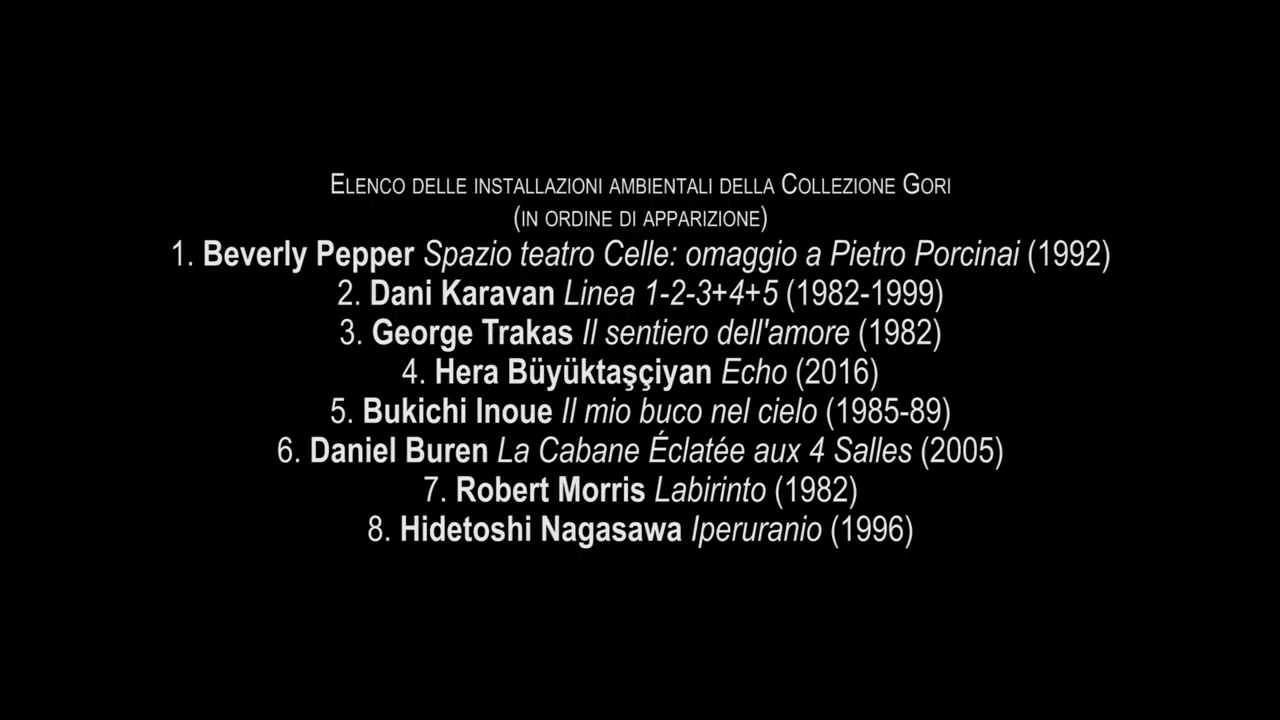 Elenco delle installazioni ambientali della Collezione Gori
(in ordine di apparizione)
1. Beverly Pepper Spazio teatro Celle: omaggio a Pietro Porcinai (1992)
2. Dani Karavan Linea 1-2-3+4+5 (1982-1999)
3. George Trakas Il sentiero dell'amore (1982)
4. Hera Büyüktaşçiyan Echo (2016)
5. Bukichi Inoue Il mio buco nel cielo (1985-89)
6. Daniel Buren La Cabane Éclatée aux 4 Salles (2005)
7. Robert Morris Labirinto (1982)
8. Hidetoshi Nagasawa Iperuranio (1996)